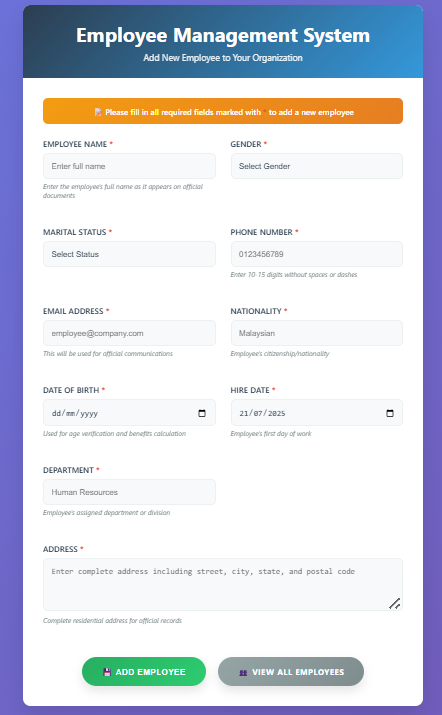 Employee Management System
Add New Employee to Your Organization
📝 Please fill in all required fields marked with * to add a new employee
EMPLOYEE NAME *
GENDER *
Enter full name
Select Gender
Enter the employee's full name as it appears on official
documents
MARITAL STATUS *
PHONE NUMBER *
Select Status
0123456789
Enter 10-15 digits without spaces or dashes
EMAIL ADDRESS *
NATIONALITY *
employee@company.com
Malaysian
This will be used for official communications
Employee's citizenship/nationality
DATE OF BIRTH *
HIRE DATE *
dd/mm/yyyy
21/07/2025
Used for age verification and benefits calculation
Employee's first day of work
DEPARTMENT *
Human Resources
Employee's assigned department or division
ADDRESS *
Enter complete address including street, city, state, and postal code
Complete residential address for official records
💾 ADD EMPLOYEE
👥 VIEW ALL EMPLOYEES